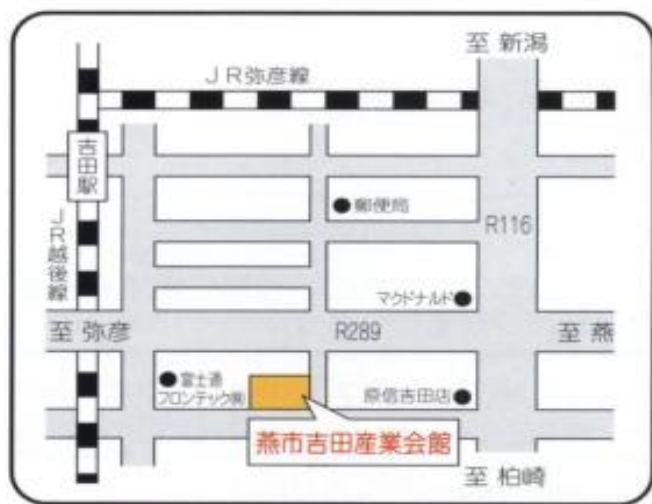 至 新潟
JR弥彦線
吉田駅
郵便局
R116
JR越後線
マクドナルド
至 弥彦
R289
至 燕
富士通
フロンテック㈱
原信吉田店
燕市吉田産業会館
至 柏崎